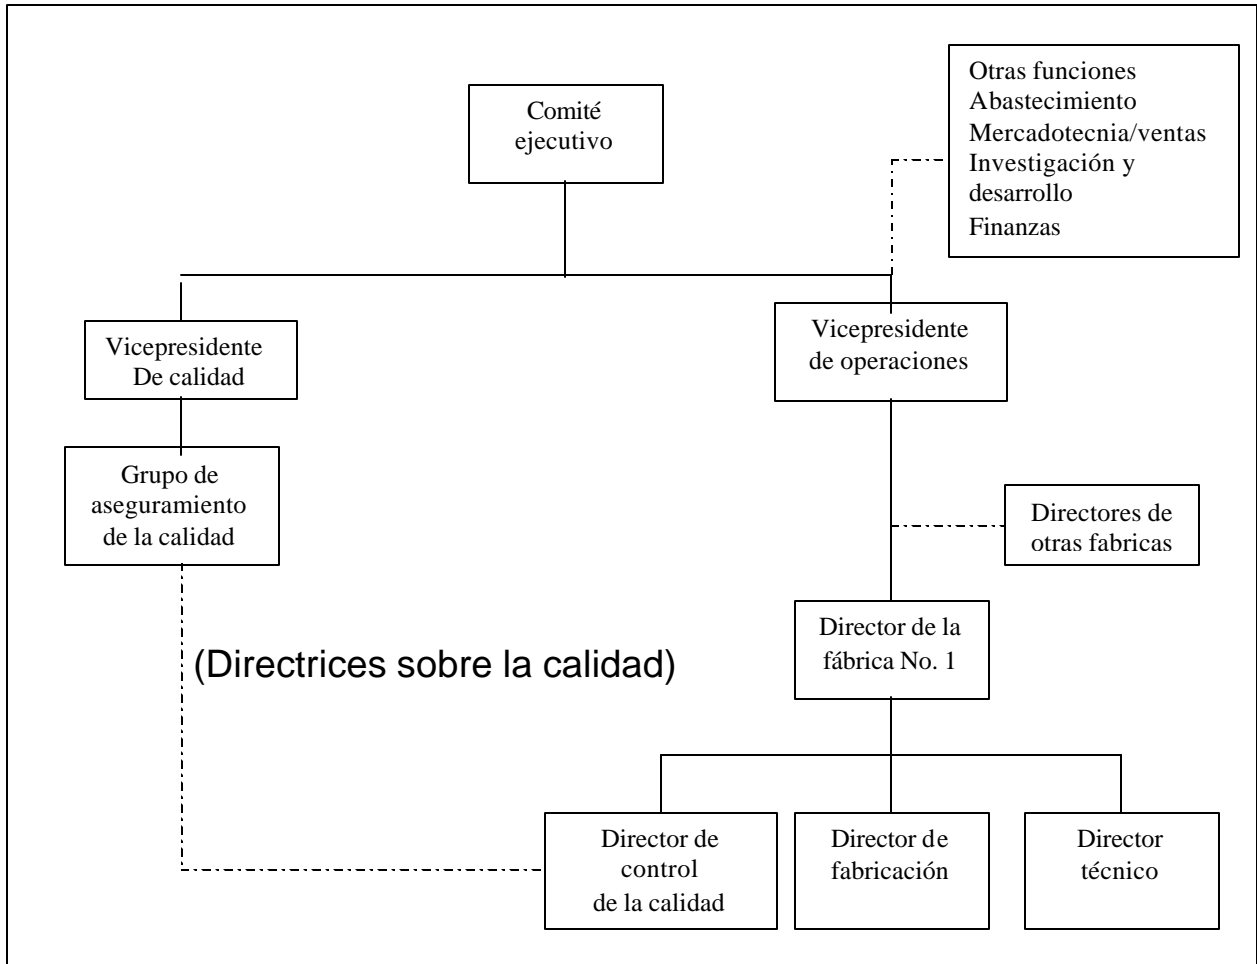 Comité
ejecutivo
Otras funciones
Abastecimiento
Mercadotecnia/ventas
Investigación y
desarrollo
Finanzas
Vicepresidente
De calidad
Vicepresidente
de operaciones
Grupo de
aseguramiento
de la calidad
Directores de
otras fabricas
Director de la
fábrica No. 1
(Directrices sobre la calidad)
Director de
control
de la calidad
Director de
fabricación
Director
técnico